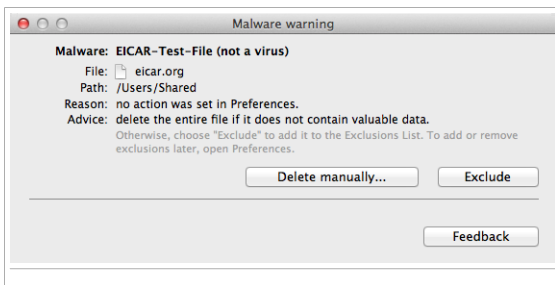 Malware warning
Malware: EICAR-Test-File (not a virus)
File: eicar.org
Path: /Users/Shared
Reason: no action was set in Preferences.
Advice: delete the entire file if it does not contain valuable data.
Otherwise, choose "Exclude" to add it to the Exclusions List. To add or remove
exclusions later, open Preferences.
Delete manually... Exclude
Feedback